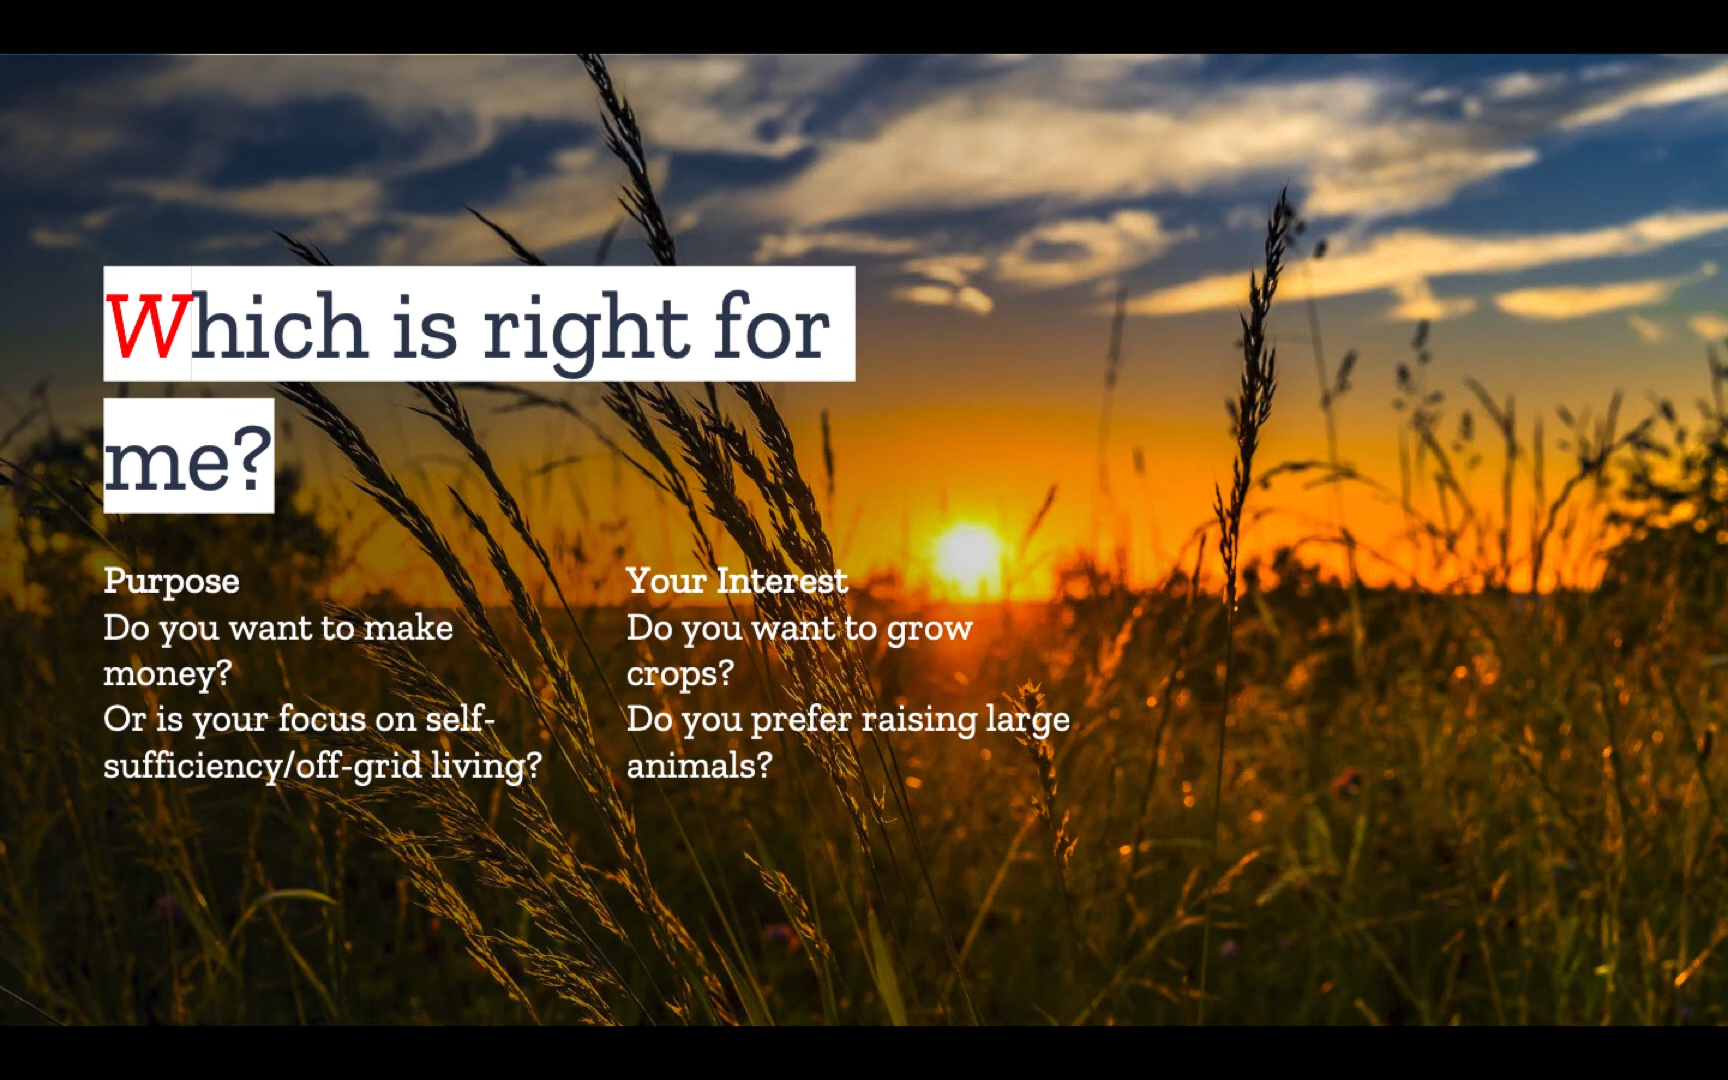 Which is right for
me?
Purpose
Do you want to make
money?
Or is your focus on self-
sufficiency/off-grid living?
Your Interest
Do you want to grow
crops?
Do you prefer raising large
animals?